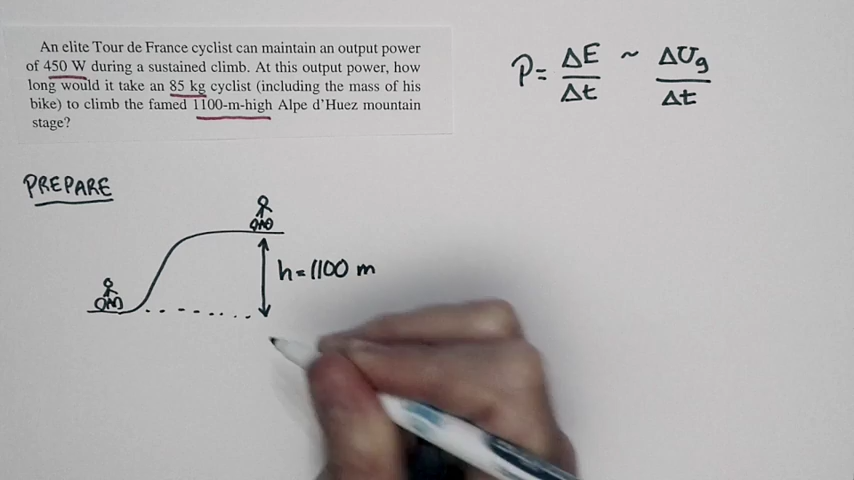 An elite Tour de France cyclist can maintain an output power
of 450 W during a sustained climb. At this output power, how
long would it take an 85 kg cyclist (including the mass of his
bike) to climb the famed 1100-m-high Alpe d'Huez mountain
stage?
P = ΔE / Δt ~ ΔUg / Δt
PREPARE
h = 1100 m